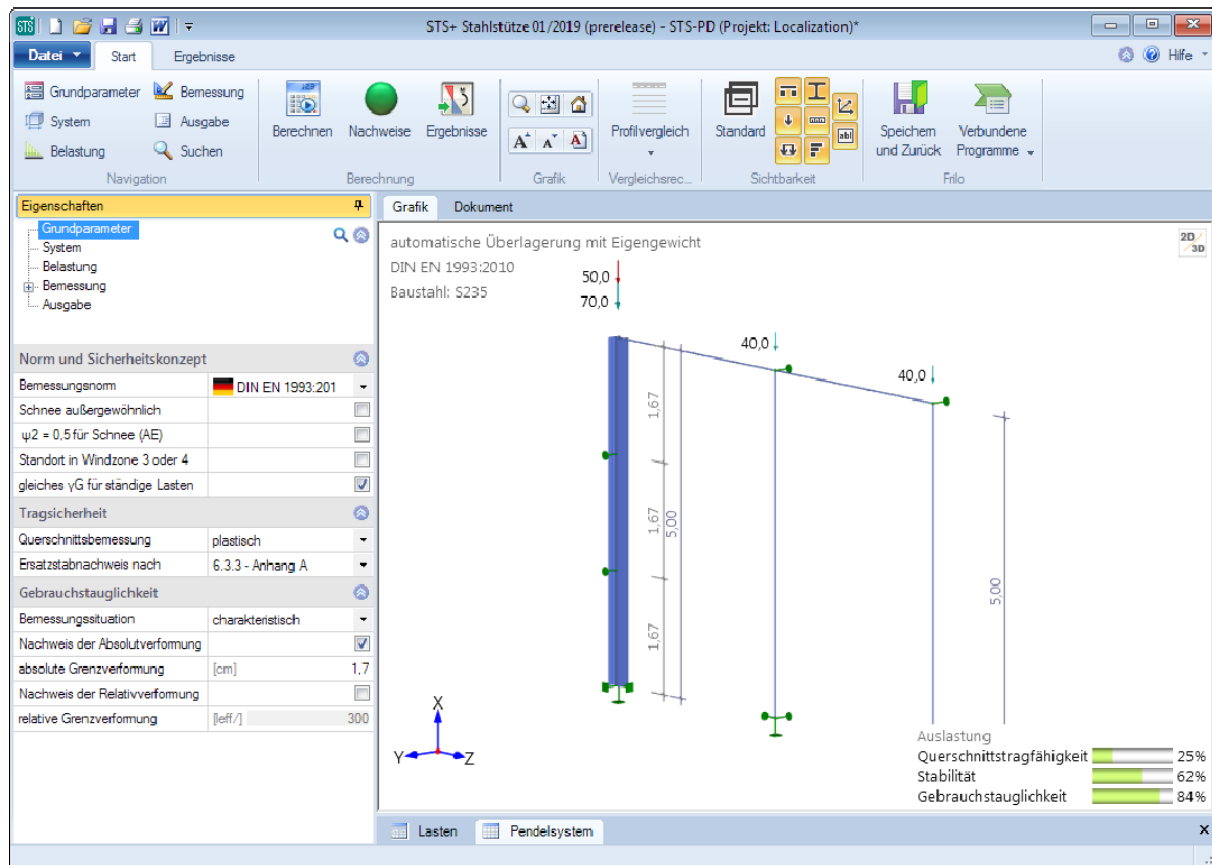 STS+ Stahlstütze 01/2019 (prerelease) - STS-PD (Projekt: Localization)*
Datei Start Ergebnisse Hilfe
Grundparameter Bemessung
System Ausgabe
Belastung Suchen
Navigation
Berechnen Nachweise Ergebnisse
Berechnung
Grafik
Profilvergleich
Vergleichsrec...
Standard
Sichtbarkeit
Speichern und Zurück
Verbundene Programme
Frilo
Eigenschaften
Grundparameter
System
Belastung
Bemessung
Ausgabe
Norm und Sicherheitskonzept
Bemessungsnorm DIN EN 1993:201
Schnee außergewöhnlich
ψ2 = 0,5 für Schnee (AE)
Standort in Windzone 3 oder 4
gleiches γG für ständige Lasten
Tragsicherheit
Querschnittsbemessung plastisch
Ersatzstabnachweis nach 6.3.3 - Anhang A
Gebrauchstauglichkeit
Bemessungssituation charakteristisch
Nachweis der Absolutverformung
absolute Grenzverformung [cm] 1,7
Nachweis der Relativverformung
relative Grenzverformung [leff/] 300
Grafik Dokument
automatische Überlagerung mit Eigengewicht
DIN EN 1993:2010
Baustahl: S235
2D/
/3D
50,0
70,0
40,0
40,0
1,67
1,67
5,00
1,67
5,00
X
Y
Z
Auslastung
Querschnittstragfähigkeit 25%
Stabilität 62%
Gebrauchstauglichkeit 84%
Lasten Pendelsystem